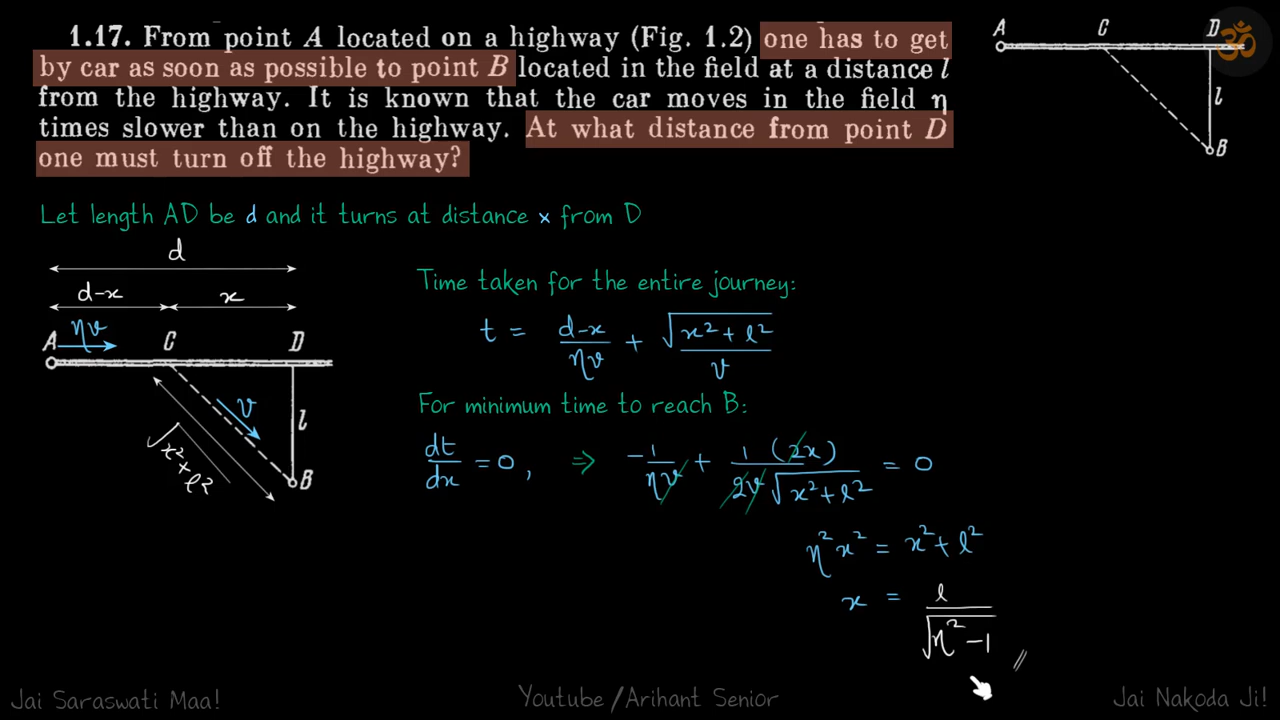 1.17. From point A located on a highway (Fig. 1.2) one has to get
by car as soon as possible to point B located in the field at a distance l
from the highway. It is known that the car moves in the field η
times slower than on the highway. At what distance from point D
one must turn off the highway?
A C D
l
B
ॐ
Let length AD be d and it turns at distance x from D
d
d-x x
ηv
A C D
v
l
√(x²+l²)
B
Time taken for the entire journey:
t = (d-x)/(ηv) + √(x²+l²)/v
For minimum time to reach B:
dt/dx = 0, ⇒ -1/(ηv) + 1(2x)/(2v√(x²+l²)) = 0
η²x² = x²+l²
x = l/√(η²-1) //
Jai Saraswati Maa! Youtube/Arihant Senior Jai Nakoda Ji!